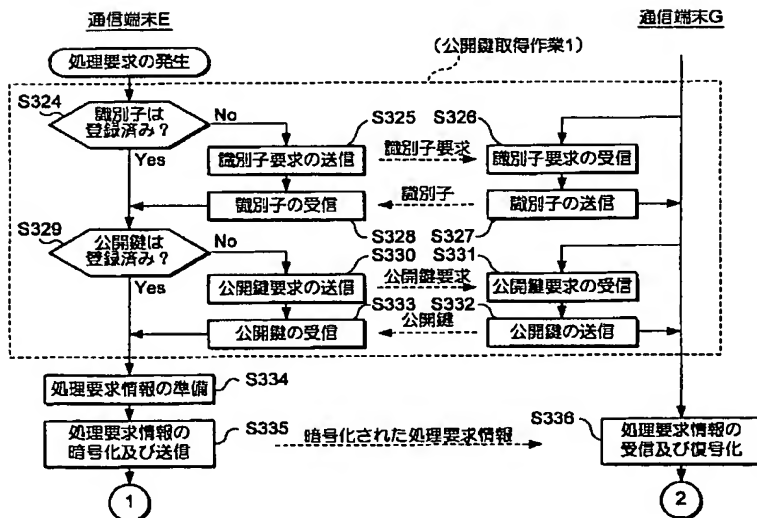 通信端末E
通信端末G
処理要求の発生
(公開鍵取得作業1)
S324
識別子は
登録済み?
No
Yes
S325
S326
識別子要求の送信
識別子要求
識別子要求の受信
識別子の受信
識別子
識別子の送信
S328
S327
S329
公開鍵は
登録済み?
No
Yes
S330
S331
公開鍵要求の送信
公開鍵要求
公開鍵要求の受信
S333
S332
公開鍵の受信
公開鍵
公開鍵の送信
処理要求情報の準備
S334
処理要求情報の
暗号化及び送信
S335
暗号化された処理要求情報
S336
処理要求情報の
受信及び復号化
1
2